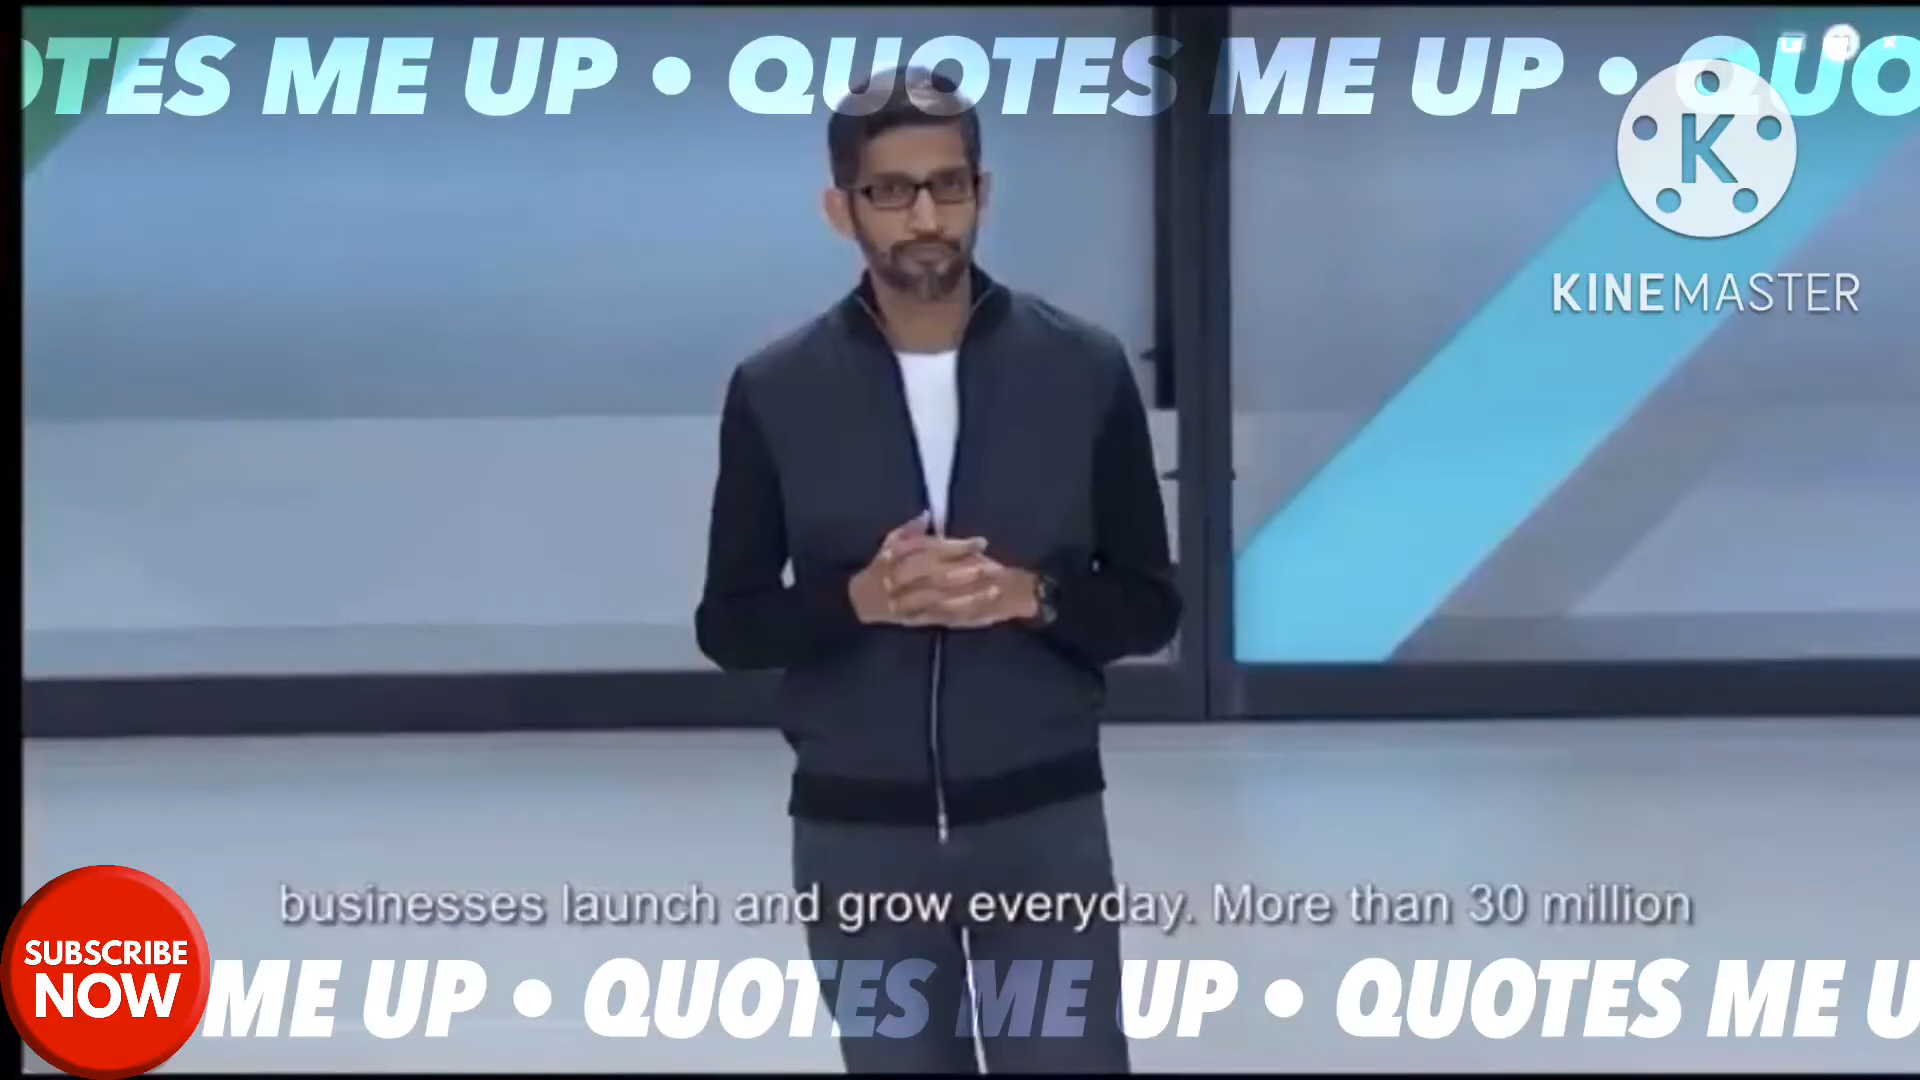 OTES ME UP • QUOTES ME UP • QUO
K
KINEMASTER
businesses launch and grow everyday. More than 30 million
SUBSCRIBE
NOW
ME UP • QUOTES ME UP • QUOTES ME U